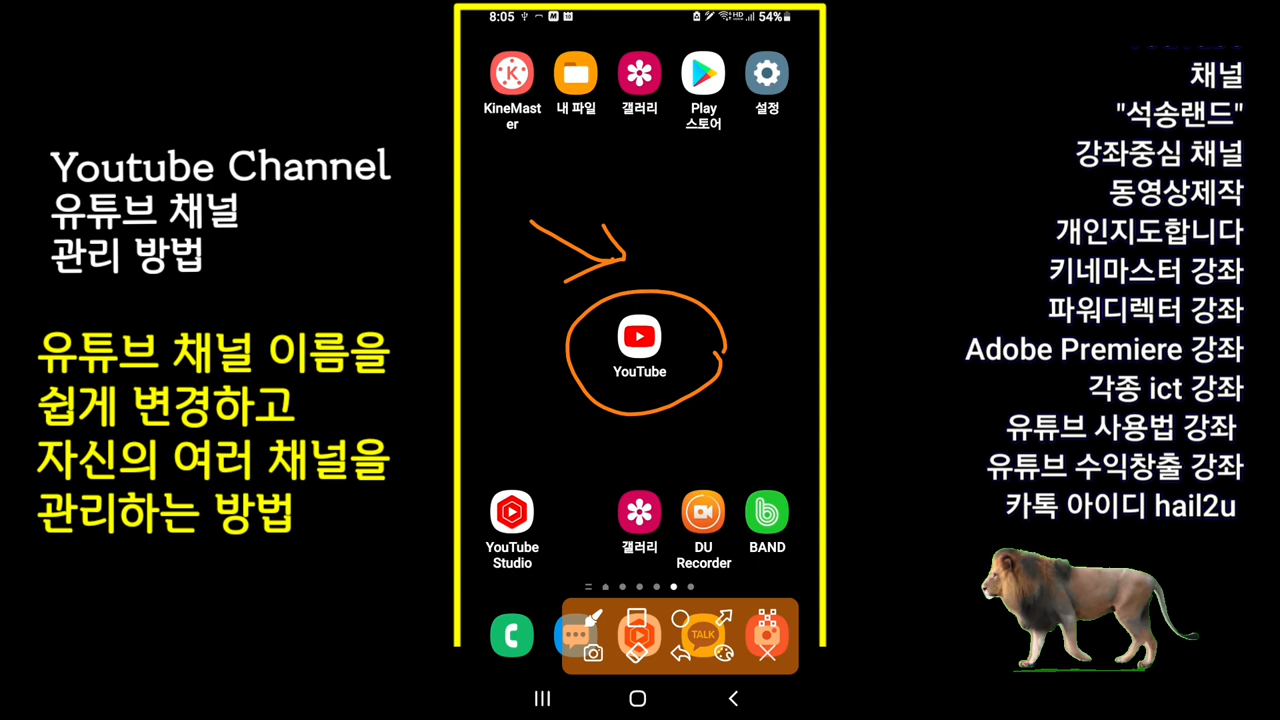 Youtube Channel
유튜브 채널
관리 방법
유튜브 채널 이름을
쉽게 변경하고
자신의 여러 채널을
관리하는 방법
8:05
54%
KineMast
er
내 파일
갤러리
Play
스토어
설정
YouTube
YouTube
Studio
갤러리
DU
Recorder
BAND
TALK
채널
"석송랜드"
강좌중심 채널
동영상제작
개인지도합니다
키네마스터 강좌
파워디렉터 강좌
Adobe Premiere 강좌
각종 ict 강좌
유튜브 사용법 강좌
유튜브 수익창출 강좌
카톡 아이디 hail2u